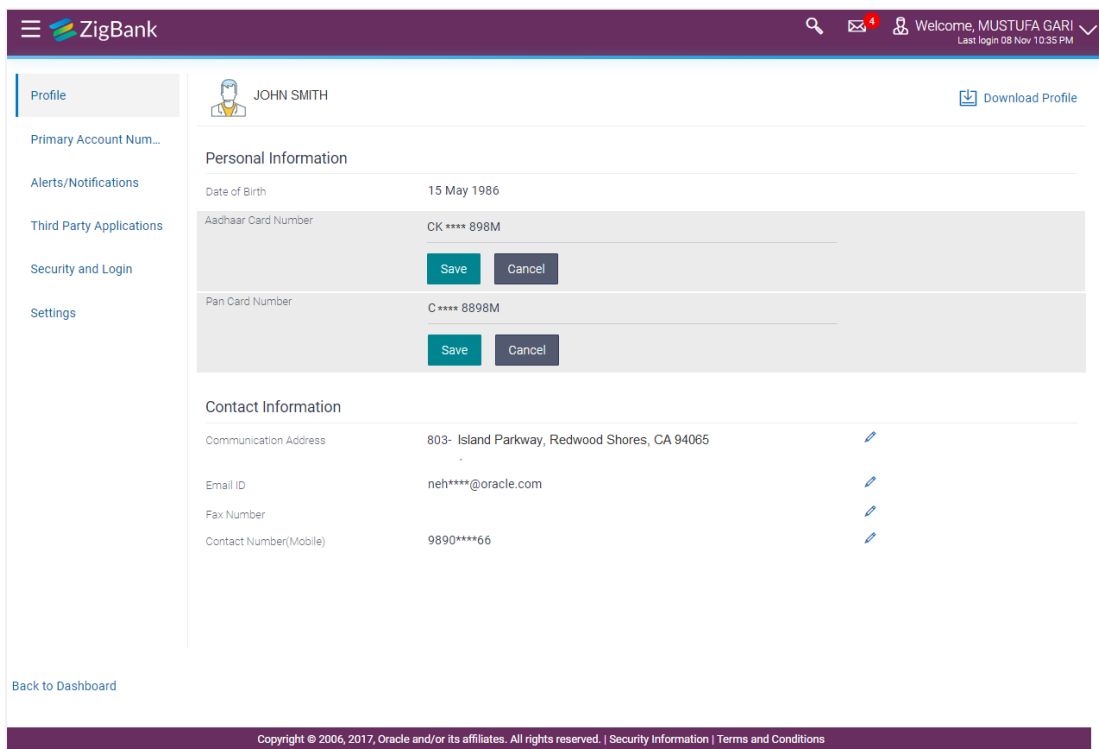 ZigBank
4
Welcome, MUSTUFA GARI
Last login 08 Nov 10:35 PM
Profile
Primary Account Num...
Alerts/Notifications
Third Party Applications
Security and Login
Settings
JOHN SMITH
Download Profile
Personal Information
Date of Birth 15 May 1986
Aadhaar Card Number CK **** 898M
Save Cancel
Pan Card Number C**** 8898M
Save Cancel
Contact Information
Communication Address 803- Island Parkway, Redwood Shores, CA 94065
Email ID neh****@oracle.com
Fax Number
Contact Number(Mobile) 9890****66
Back to Dashboard
Copyright © 2006, 2017, Oracle and/or its affiliates. All rights reserved. | Security Information | Terms and Conditions